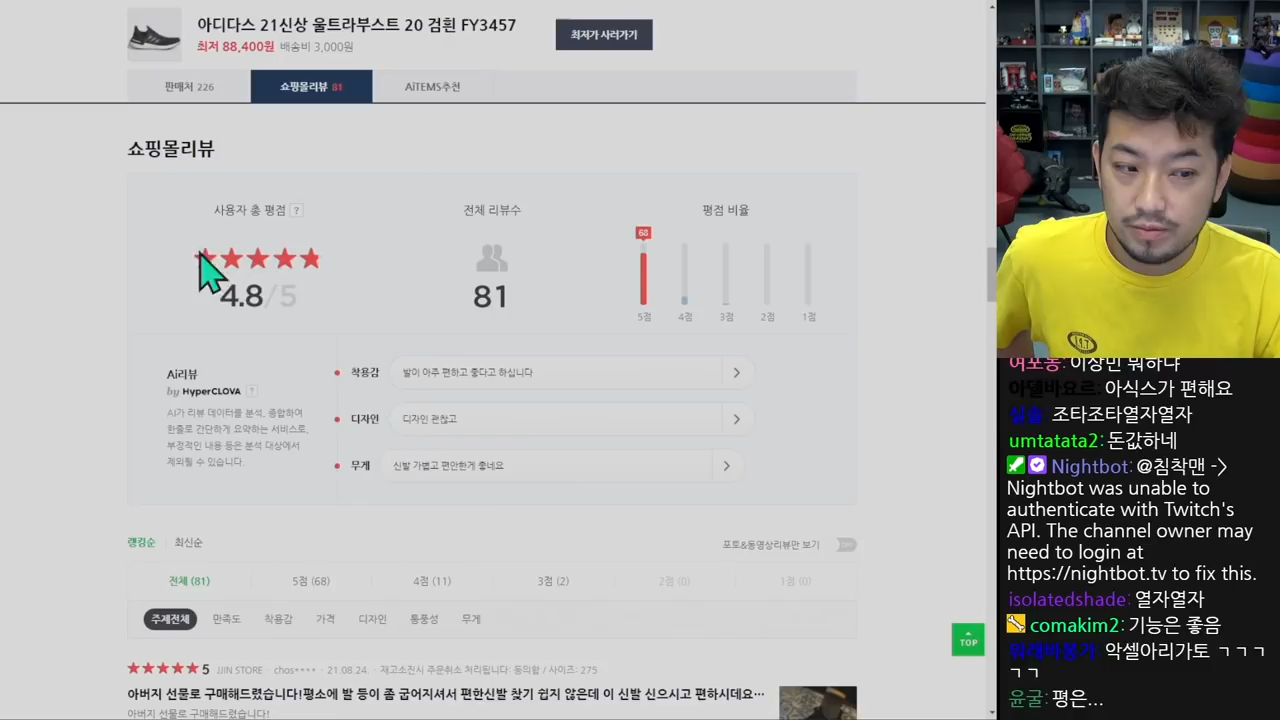 아디다스 21신상 울트라부스트 20 검흰 FY3457
최저 88,400원 배송비 3,000원
최저가 사러가기
판매처 226
쇼핑몰리뷰 81
AiTEMS추천
쇼핑몰리뷰
사용자 총 평점 ?
4.8/5
전체 리뷰수
81
평점 비율
68
5점 4점 3점 2점 1점
Ai리뷰
by HyperCLOVA ?
AI가 리뷰 데이터를 분석, 종합하여
한줄로 간단하게 요약하는 서비스로,
부정적인 내용 등은 분석 대상에서
제외될 수 있습니다.
착용감 발이 아주 편하고 좋다고 하십니다
디자인 디자인 괜찮고
무게 신발 가볍고 편안한게 좋네요
랭킹순 최신순
포토&동영상리뷰만 보기 OFF
전체 (81) 5점 (68) 4점 (11) 3점 (2) 2점 (0) 1점 (0)
주제전체 만족도 착용감 가격 디자인 통풍성 무게
TOP
5 JJIN STORE · chos**** · 21.08.24. · 재고소진시 주문취소 처리됩니다: 동의함 / 사이즈: 275
아버지 선물로 구매해드렸습니다!평소에 발 등이 좀 굽어지셔서 편한신발 찾기 쉽지 않은데 이 신발 신으시고 편하시데요…
아버지 선물로 구매해드렸습니다!
여포동: 이상민 뭐하냐
아델바요르: 아식스가 편해요
실솔: 조타조타열자열자
umtatata2: 돈값하네
Nightbot: @침착맨 ->
Nightbot was unable to
authenticate with Twitch's
API. The channel owner may
need to login at
https://nightbot.tv to fix this.
isolatedshade: 열자열자
comakim2: 기능은 좋음
뭐래바붕가: 악셀아리가토 ㄱㄱㄱ
ㄱㄱ
윤굴: 평은...